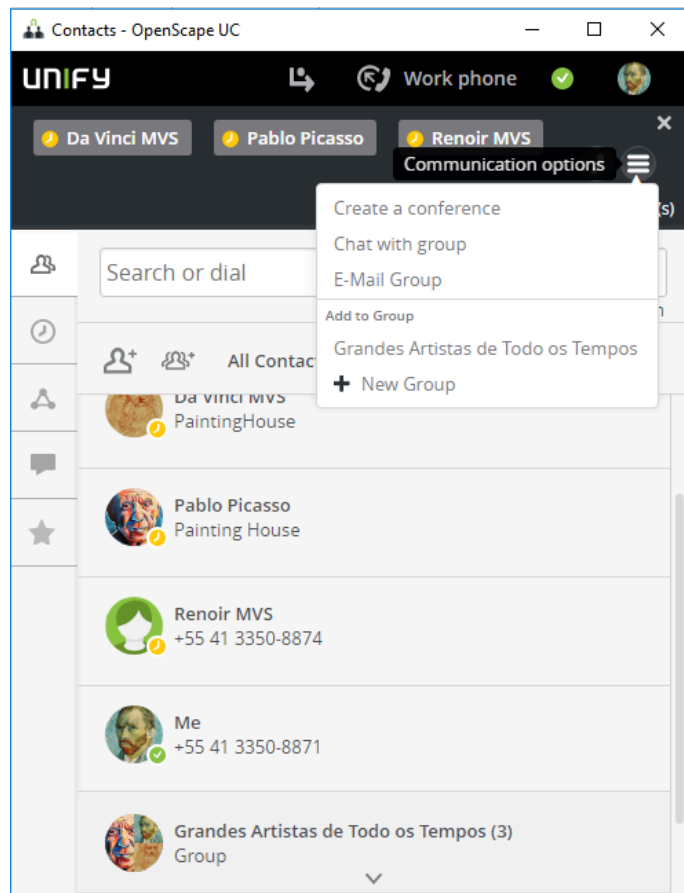 Contacts - OpenScape UC
UNIFY
Work phone
Da Vinci MVS
Pablo Picasso
Renoir MVS
Communication options
(s)
Create a conference
Chat with group
E-Mail Group
Add to Group
Grandes Artistas de Todo os Tempos
New Group
Search or dial
All Contac
Da Vinci MVS
PaintingHouse
Pablo Picasso
Painting House
Renoir MVS
+55 41 3350-8874
Me
+55 41 3350-8871
Grandes Artistas de Todo os Tempos (3)
Group